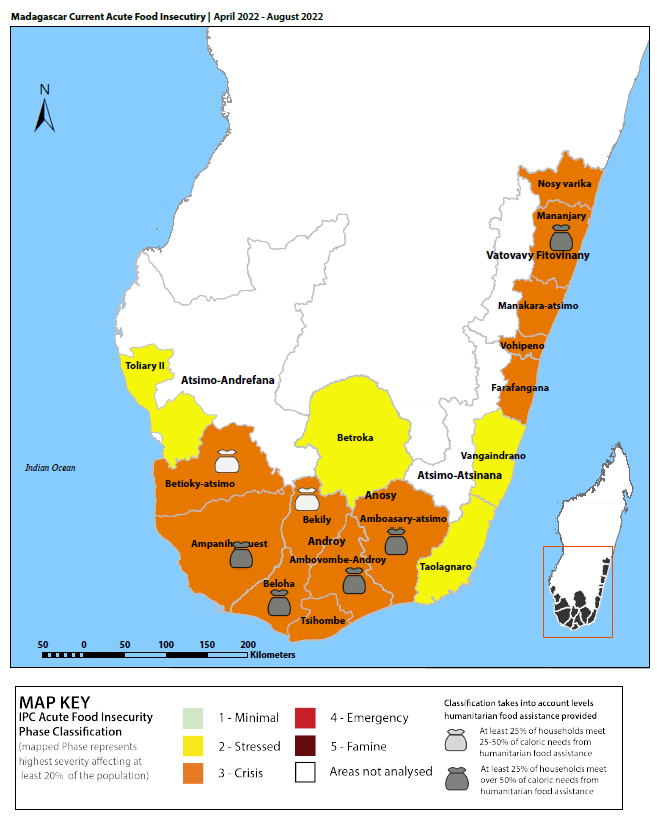 Madagascar Current Acute Food Insecutiry | April 2022 - August 2022
N
Nosy varika
Mananjary
Vatovavy Fitovinany
Manakara-atsimo
Vohipeno
Toliary II
Atsimo-Andrefana
Farafangana
Betroka
Vangaindrano
Indian Ocean
Atsimo-Atsinana
Betioky-atsimo
Anosy
Bekily
Amboasary-atsimo
Androy
Ampanihy ouest
Ambovombe-Androy
Taolagnaro
Beloha
Tsihombe
50 0 50 100 150 200
Kilometers
MAP KEY
IPC Acute Food Insecurity
Phase Classification
(mapped Phase represents
highest severity affecting at
least 20% of the population)
1 - Minimal
2 - Stressed
3 - Crisis
4 - Emergency
5 - Famine
Areas not analysed
Classification takes into account levels
humanitarian food assistance provided
At least 25% of households meet
25-50% of caloric needs from
humanitarian food assistance
At least 25% of households meet
over 50% of caloric needs from
humanitarian food assistance